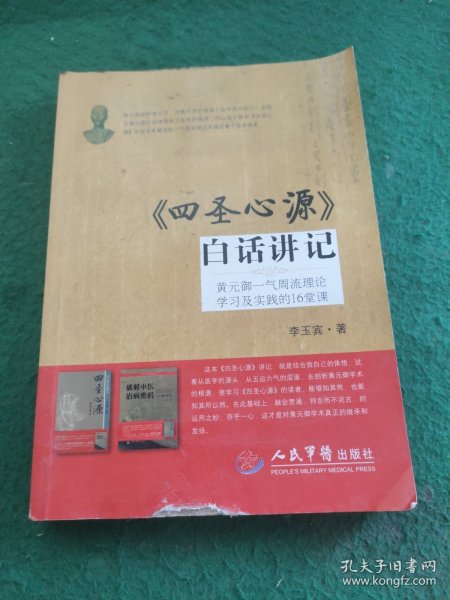 《四圣心源》
白话讲记
黄元御一气周流理论
学习及实践的16堂课
李玉宾·著
四圣心源
破解中医
治病密码
这本《四圣心源》讲记，就是综合我自己的体悟，试
着从医学的源头，从五运六气的层面，去剖析黄元御学术
的根源，使学习《四圣心源》的读者，能够知其然，也能
知其所以然。在此基础上，融会贯通，师古而不泥古，则
运用之妙，存乎一心，这才是对黄元御学术真正的继承和
发扬。
人民军医出版社
PEOPLE'S MILITARY MEDICAL PRESS
孔夫子旧书网
www.kongfz.com